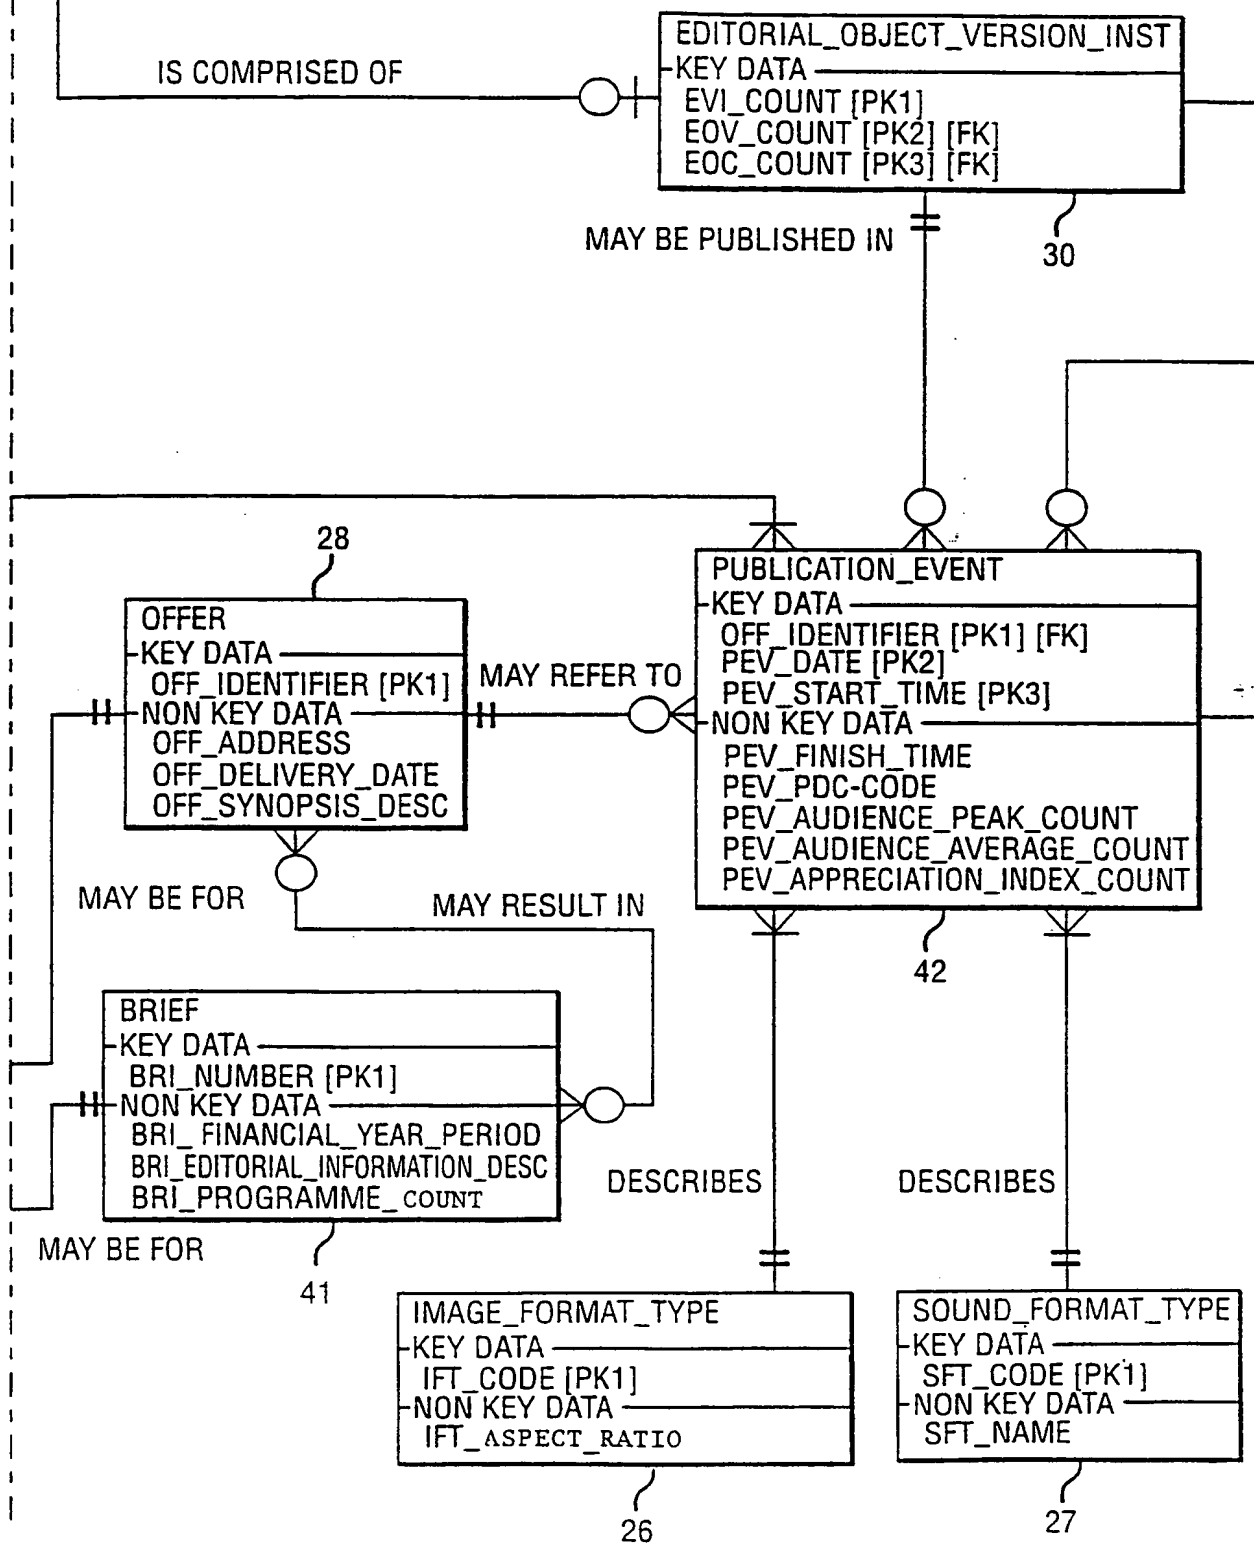 EDITORIAL_OBJECT_VERSION_INST
KEY DATA
EVI_COUNT [PK1]
EOV_COUNT [PK2] [FK]
EOC_COUNT [PK3] [FK]
IS COMPRISED OF
30
MAY BE PUBLISHED IN
28
OFFER
KEY DATA
OFF_IDENTIFIER [PK1]
NON KEY DATA
OFF_ADDRESS
OFF_DELIVERY_DATE
OFF_SYNOPSIS_DESC
MAY REFER TO
PUBLICATION_EVENT
KEY DATA
OFF_IDENTIFIER [PK1] [FK]
PEV_DATE [PK2]
PEV_START_TIME [PK3]
NON KEY DATA
PEV_FINISH_TIME
PEV_PDC-CODE
PEV_AUDIENCE_PEAK_COUNT
PEV_AUDIENCE_AVERAGE_COUNT
PEV_APPRECIATION_INDEX_COUNT
42
MAY BE FOR
MAY RESULT IN
BRIEF
KEY DATA
BRI_NUMBER [PK1]
NON KEY DATA
BRI_ FINANCIAL_YEAR_PERIOD
BRI_EDITORIAL_INFORMATION_DESC
BRI_PROGRAMME_COUNT
41
MAY BE FOR
DESCRIBES
DESCRIBES
IMAGE_FORMAT_TYPE
KEY DATA
IFT_CODE [PK1]
NON KEY DATA
IFT_ASPECT_RATIO
26
SOUND_FORMAT_TYPE
KEY DATA
SFT_CODE [PK1]
NON KEY DATA
SFT_NAME
27